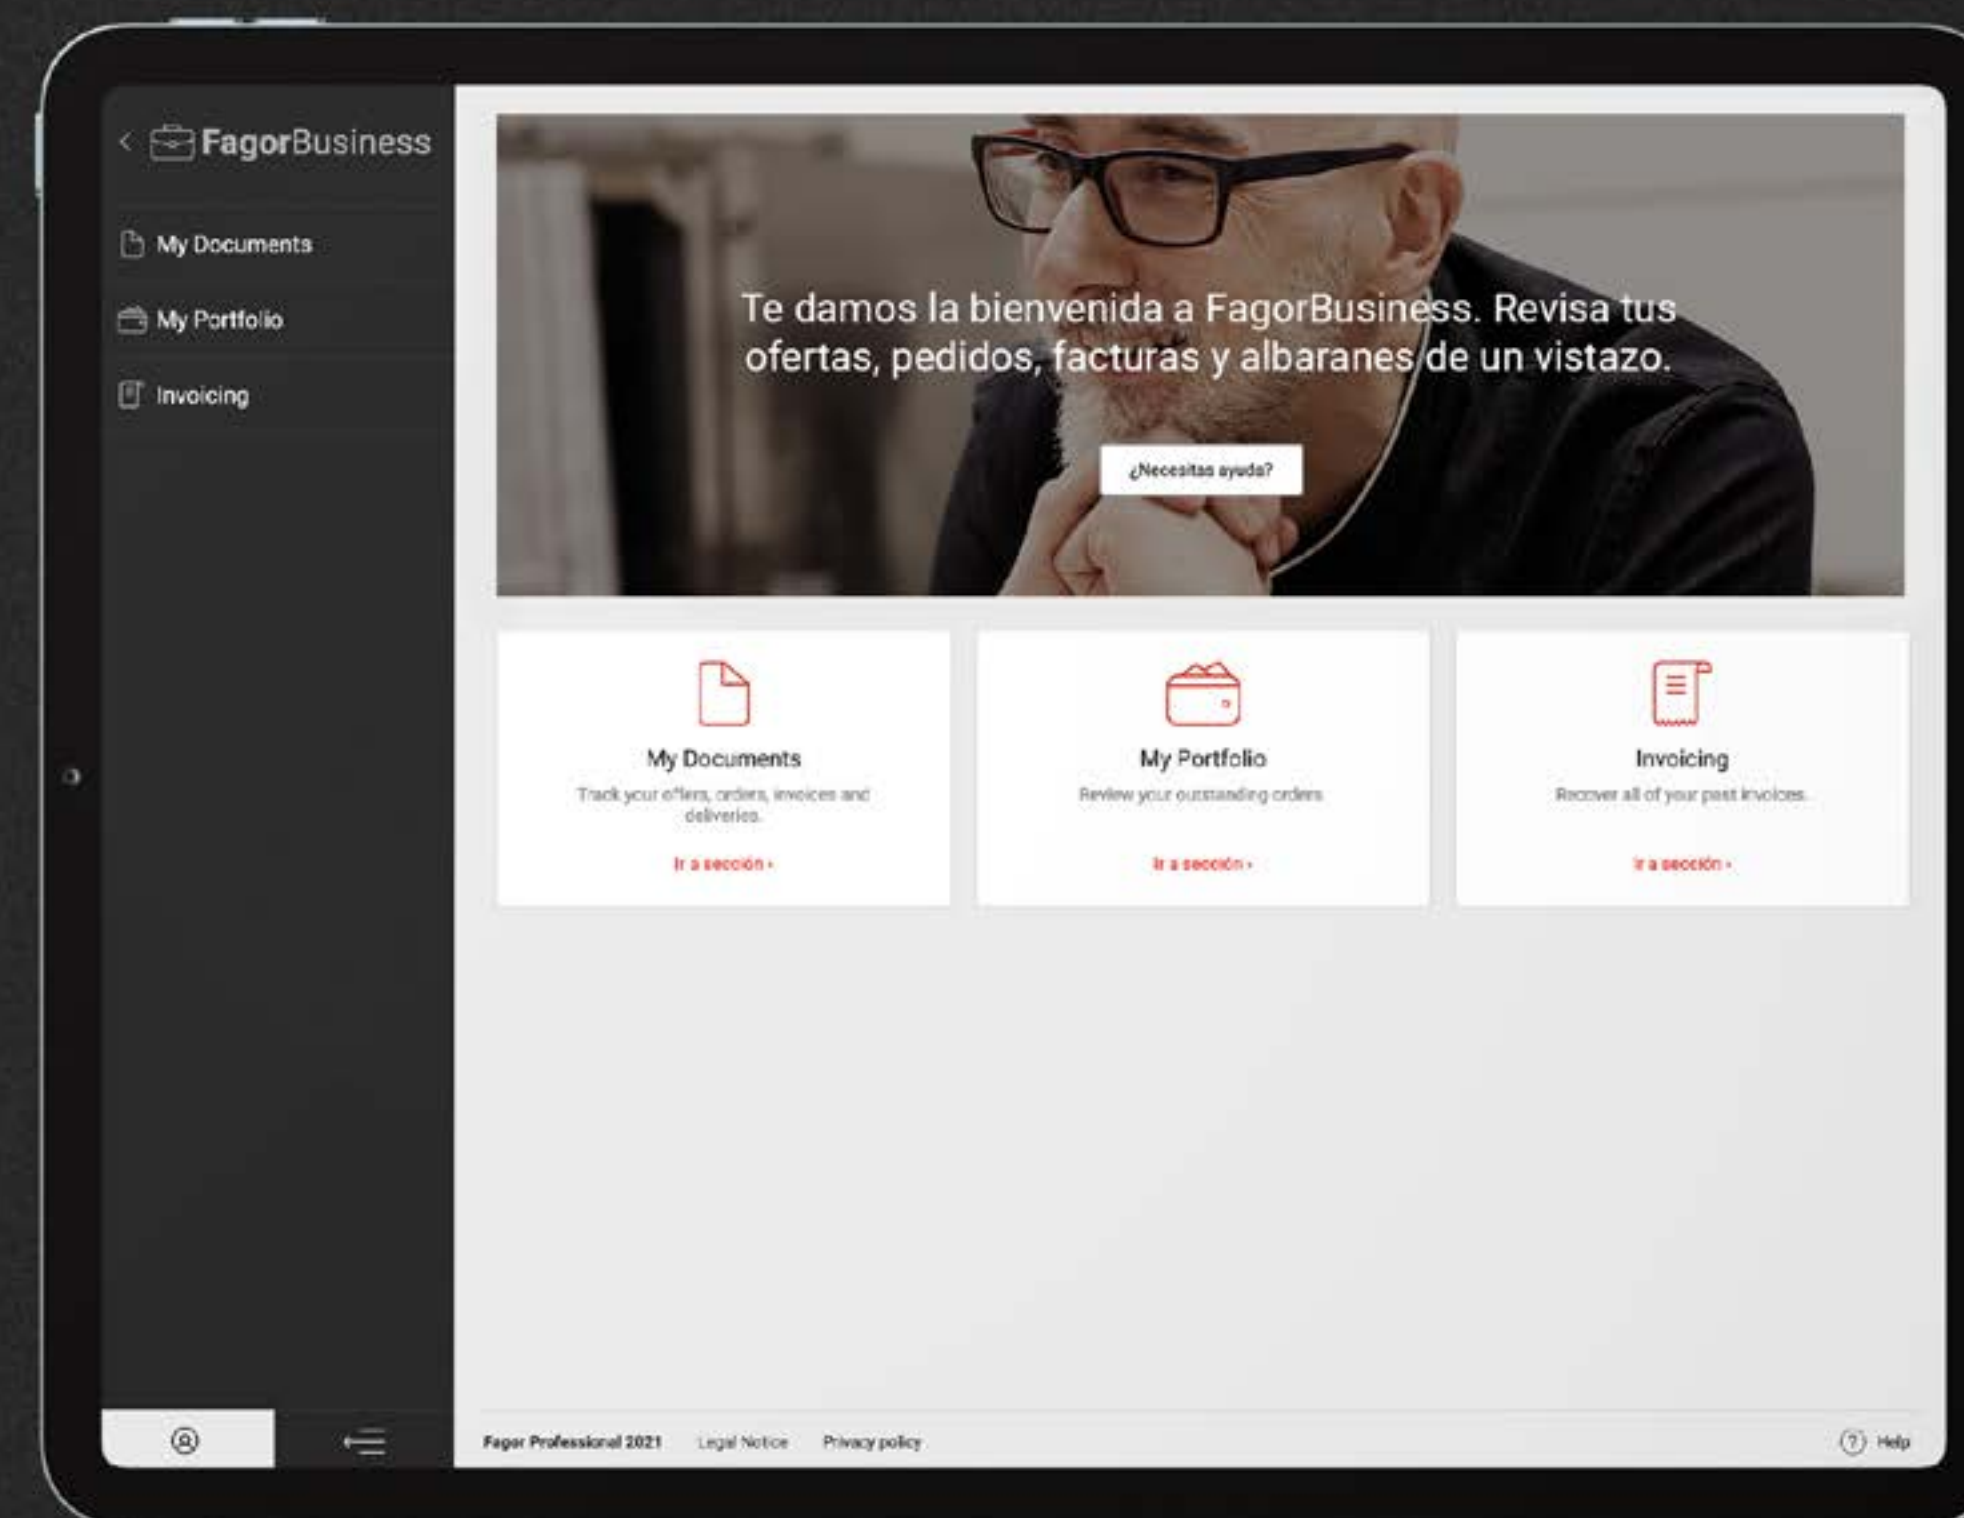 FagorBusiness
My Documents
My Portfolio
Invoicing
Te damos la bienvenida a FagorBusiness. Revisa tus
ofertas, pedidos, facturas y albaranes de un vistazo.
¿Necesitas ayuda?
My Documents
Track your offers, orders, invoices and
deliveries.
Ir a sección ›
My Portfolio
Review your outstanding orders
Ir a sección ›
Invoicing
Recover all of your past invoices.
Ir a sección ›
Fagor Professional 2021
Legal Notice
Privacy policy
? Help